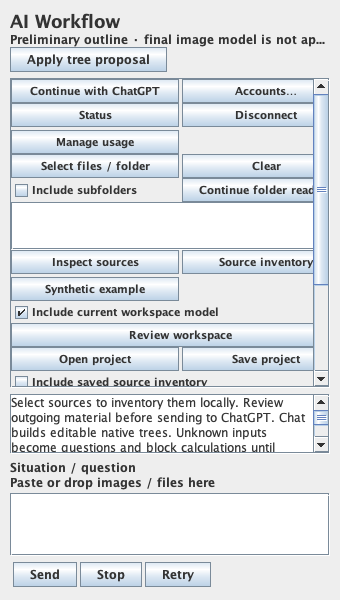 AI Workflow
Preliminary outline · final image model is not ap...
Apply tree proposal
Continue with ChatGPT
Accounts...
Status
Disconnect
Manage usage
Select files / folder
Clear
Include subfolders
Continue folder read
Inspect sources
Source inventory
Synthetic example
Include current workspace model
Review workspace
Open project
Save project
Include saved source inventory
Select sources to inventory them locally. Review
outgoing material before sending to ChatGPT. Chat
builds editable native trees. Unknown inputs
become questions and block calculations until
Situation / question
Paste or drop images / files here
Send
Stop
Retry